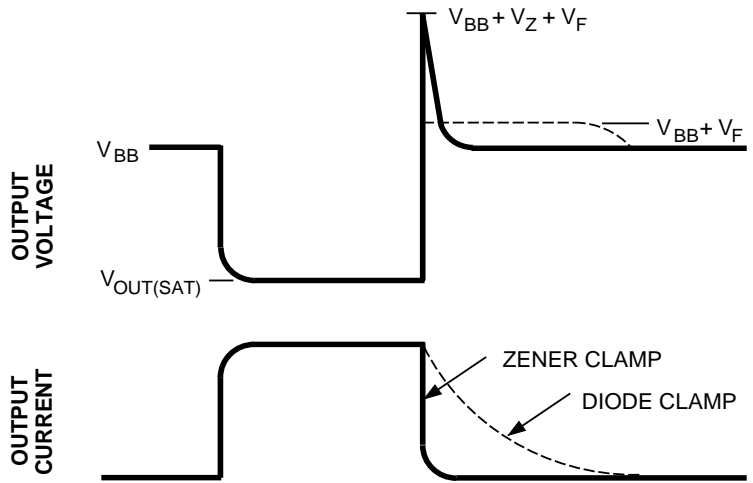 V_BB + V_Z + V_F
V_BB + V_F
V_BB
OUTPUT
VOLTAGE
V_OUT(SAT)
ZENER CLAMP
DIODE CLAMP
OUTPUT
CURRENT